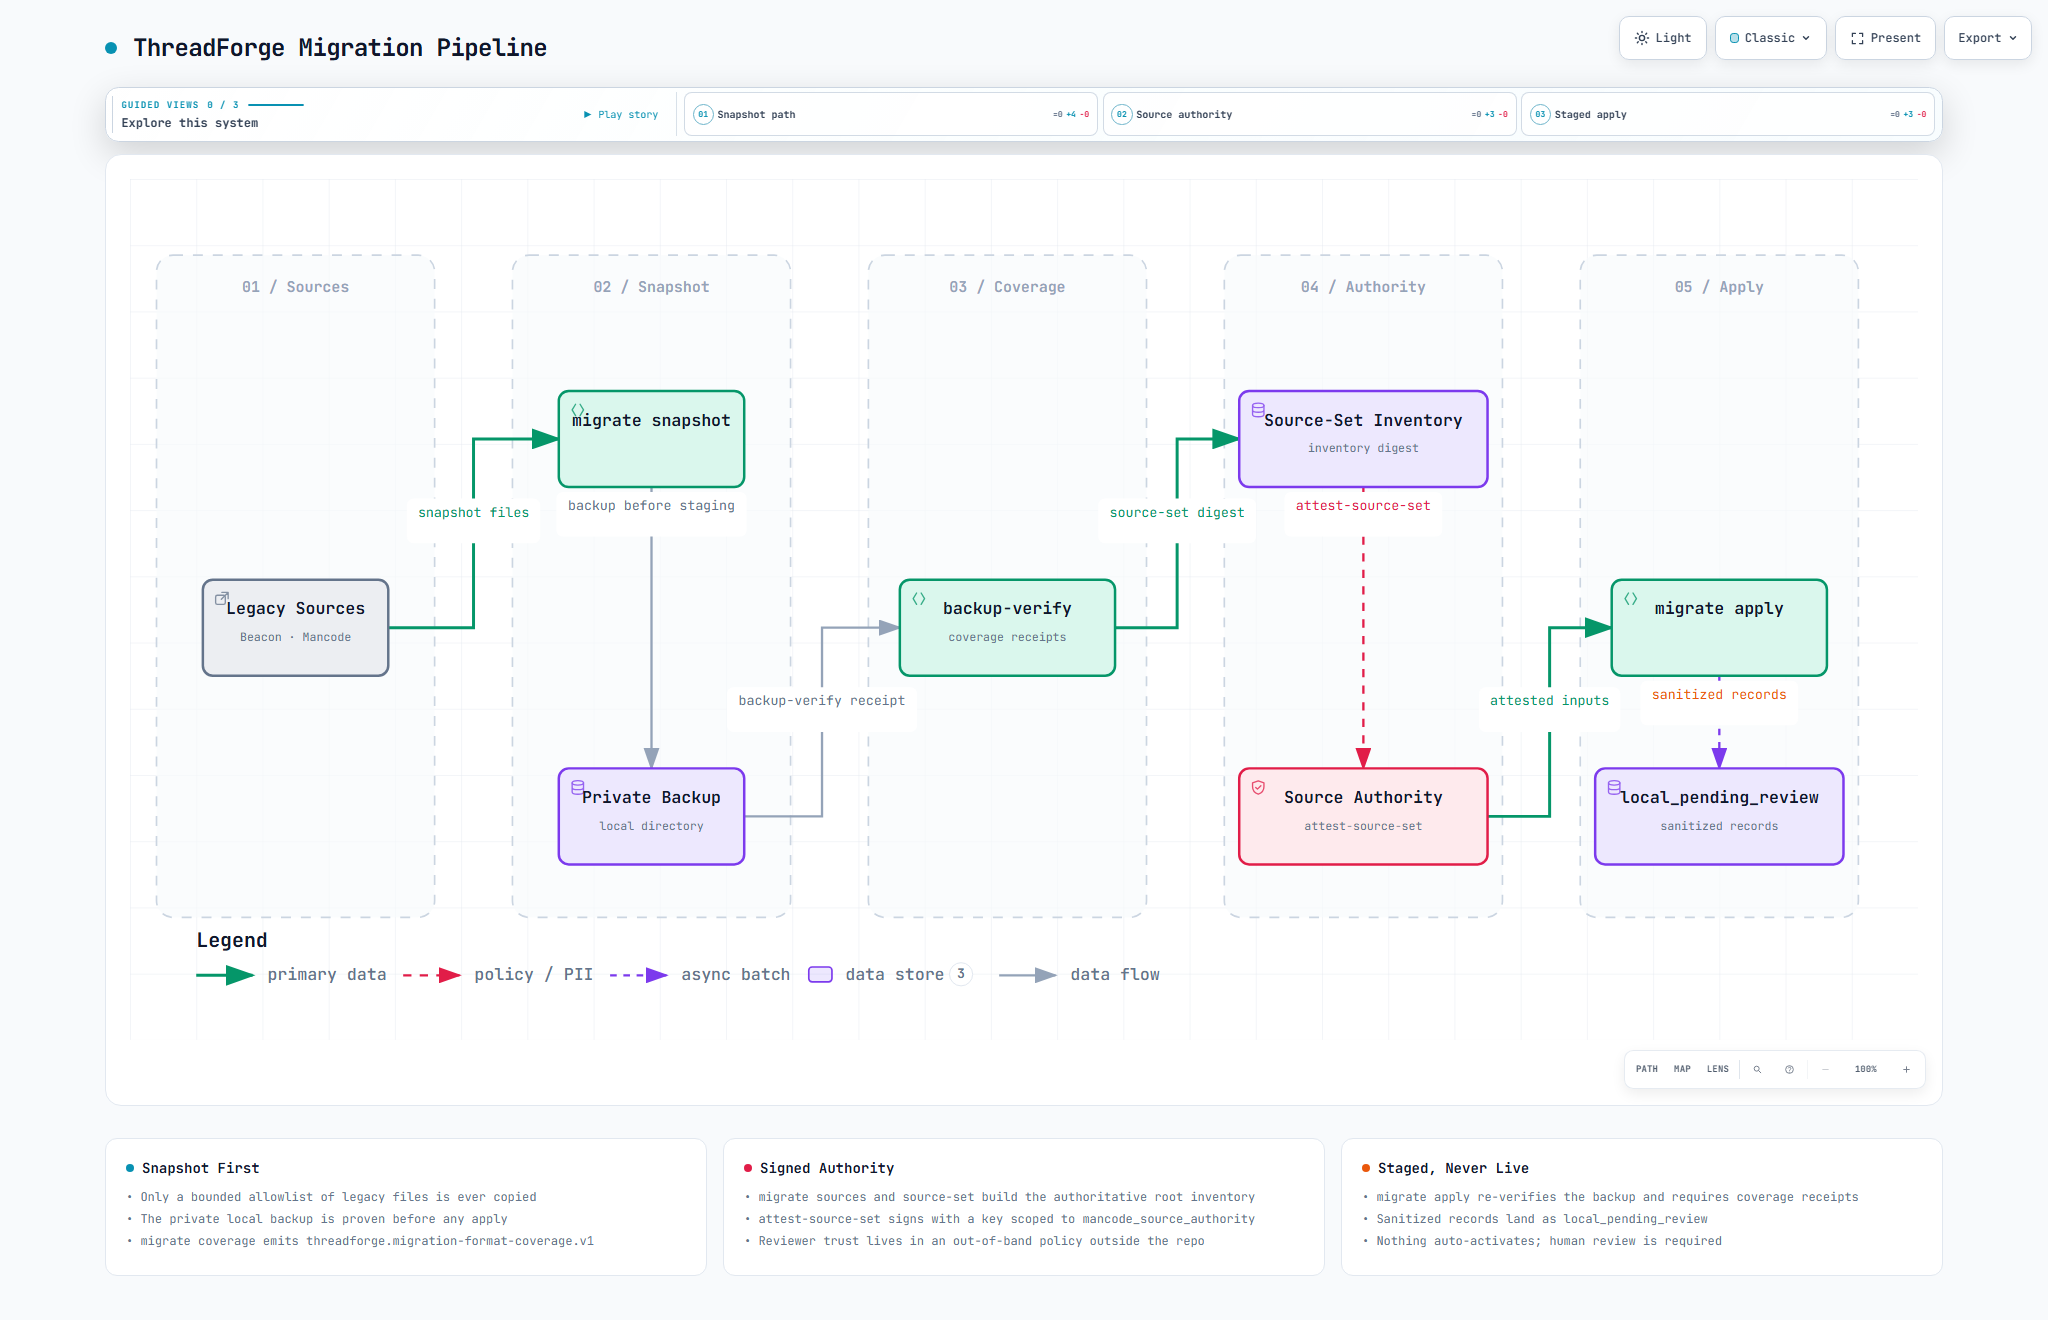 ThreadForge Migration Pipeline
Light
Classic
Present
Export
GUIDED VIEWS 0 / 3
Explore this system
Play story
01 Snapshot path =0 +4 -0
02 Source authority =0 +3 -0
03 Staged apply =0 +3 -0
01 / Sources
02 / Snapshot
03 / Coverage
04 / Authority
05 / Apply
migrate snapshot
Source-Set Inventory
inventory digest
snapshot files
backup before staging
source-set digest
attest-source-set
Legacy Sources
Beacon · Mancode
backup-verify
coverage receipts
migrate apply
backup-verify receipt
attested inputs
sanitized records
Private Backup
local directory
Source Authority
attest-source-set
local_pending_review
sanitized records
Legend
primary data
policy / PII
async batch
data store 3
data flow
PATH MAP LENS
100%
Snapshot First
• Only a bounded allowlist of legacy files is ever copied
• The private local backup is proven before any apply
• migrate coverage emits threadforge.migration-format-coverage.v1
Signed Authority
• migrate sources and source-set build the authoritative root inventory
• attest-source-set signs with a key scoped to mancode_source_authority
• Reviewer trust lives in an out-of-band policy outside the repo
Staged, Never Live
• migrate apply re-verifies the backup and requires coverage receipts
• Sanitized records land as local_pending_review
• Nothing auto-activates; human review is required